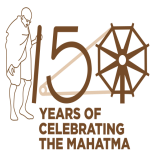 150
YEARS OF
CELEBRATING
THE MAHATMA